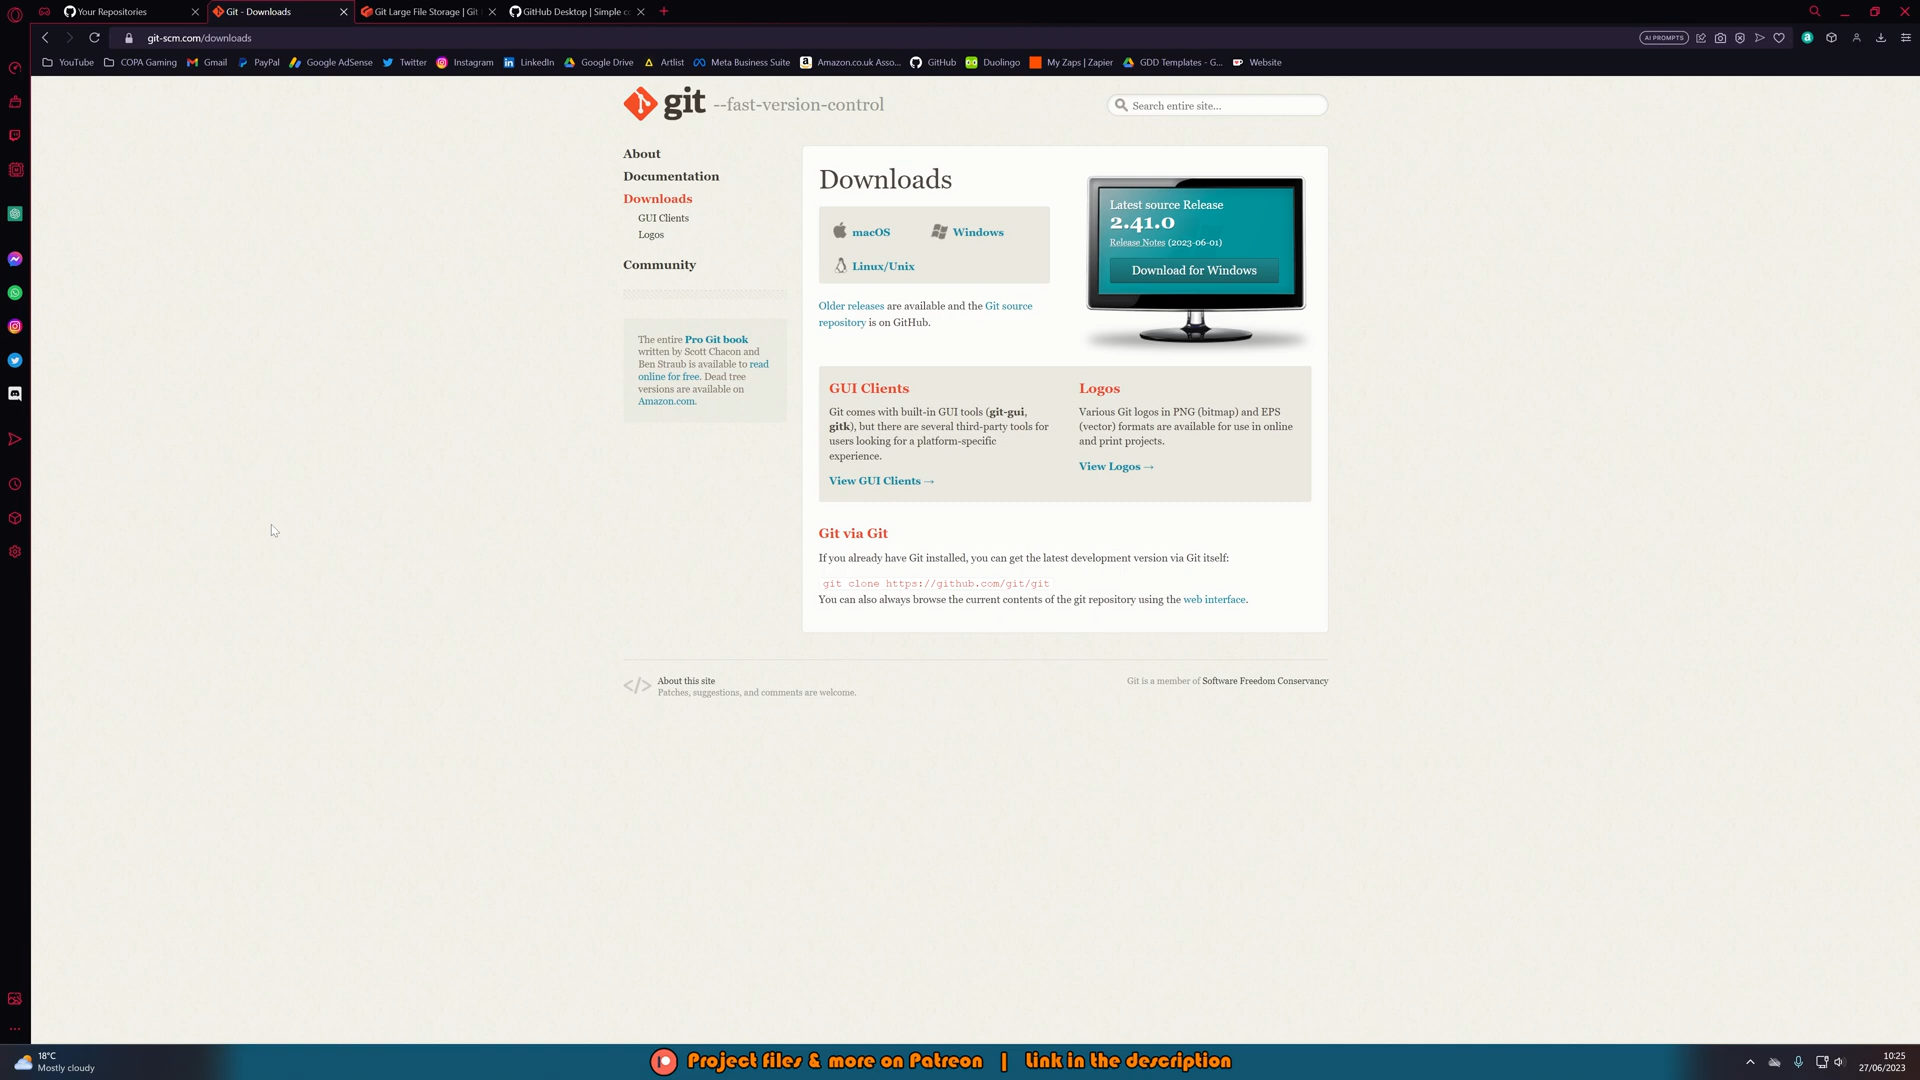 Your Repositories
Git - Downloads
Git Large File Storage | Git
GitHub Desktop | Simple co
git-scm.com/downloads
AI PROMPTS
YouTube
COPA Gaming
Gmail
PayPal
Google AdSense
Twitter
Instagram
LinkedIn
Google Drive
Artlist
Meta Business Suite
Amazon.co.uk Asso...
GitHub
Duolingo
My Zaps | Zapier
GDD Templates - G...
Website
git --fast-version-control
Search entire site...
About
Documentation
Downloads
GUI Clients
Logos
Community
The entire Pro Git book
written by Scott Chacon and
Ben Straub is available to read
online for free. Dead tree
versions are available on
Amazon.com.
Downloads
macOS
Windows
Linux/Unix
Older releases are available and the Git source
repository is on GitHub.
Latest source Release
2.41.0
Release Notes (2023-06-01)
Download for Windows
GUI Clients
Git comes with built-in GUI tools (git-gui,
gitk), but there are several third-party tools for
users looking for a platform-specific
experience.
View GUI Clients →
Logos
Various Git logos in PNG (bitmap) and EPS
(vector) formats are available for use in online
and print projects.
View Logos →
Git via Git
If you already have Git installed, you can get the latest development version via Git itself:
git clone https://github.com/git/git
You can also always browse the current contents of the git repository using the web interface.
</> About this site
Patches, suggestions, and comments are welcome.
Git is a member of Software Freedom Conservancy
18°C
Mostly cloudy
Project files & more on Patreon | Link in the description
10:25
27/06/2023